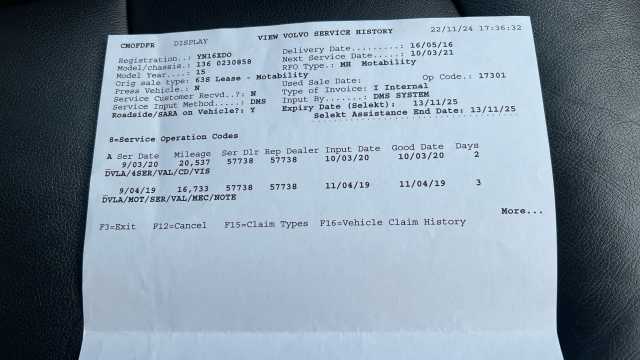 CMOFDPR DISPLAY VIEW VOLVO SERVICE HISTORY 22/11/24 17:36:32
Registration..: YN16XDO Delivery Date.........: 16/05/16
Model/chassis.: 136 0230858 Next Service Date.....: 10/03/21
Model Year....: 15 RFO Type.: MH Motability
Orig sale type: 63S Lease - Motability
Press Vehicle.: N Used Sale Date: Op Code.: 17301
Service Customer Recvd..?: N Type of Invoice: I Internal
Service Input Method.....: DMS Input By.......: DMS SYSTEM
Roadside/SARA on Vehicle?: Y Expiry Date (Selekt): 13/11/25
Selekt Assistance End Date: 13/11/25
8=Service Operation Codes
A Ser Date Mileage Ser Dlr Rep Dealer Input Date Good Date Days
9/03/20 20,537 57738 57738 10/03/20 10/03/20 2
DVLA/4SER/VAL/CD/VIS
9/04/19 16,733 57738 57738 11/04/19 11/04/19 3
DVLA/MOT/SER/VAL/MEC/NOTE
More...
F3=Exit F12=Cancel F15=Claim Types F16=Vehicle Claim History